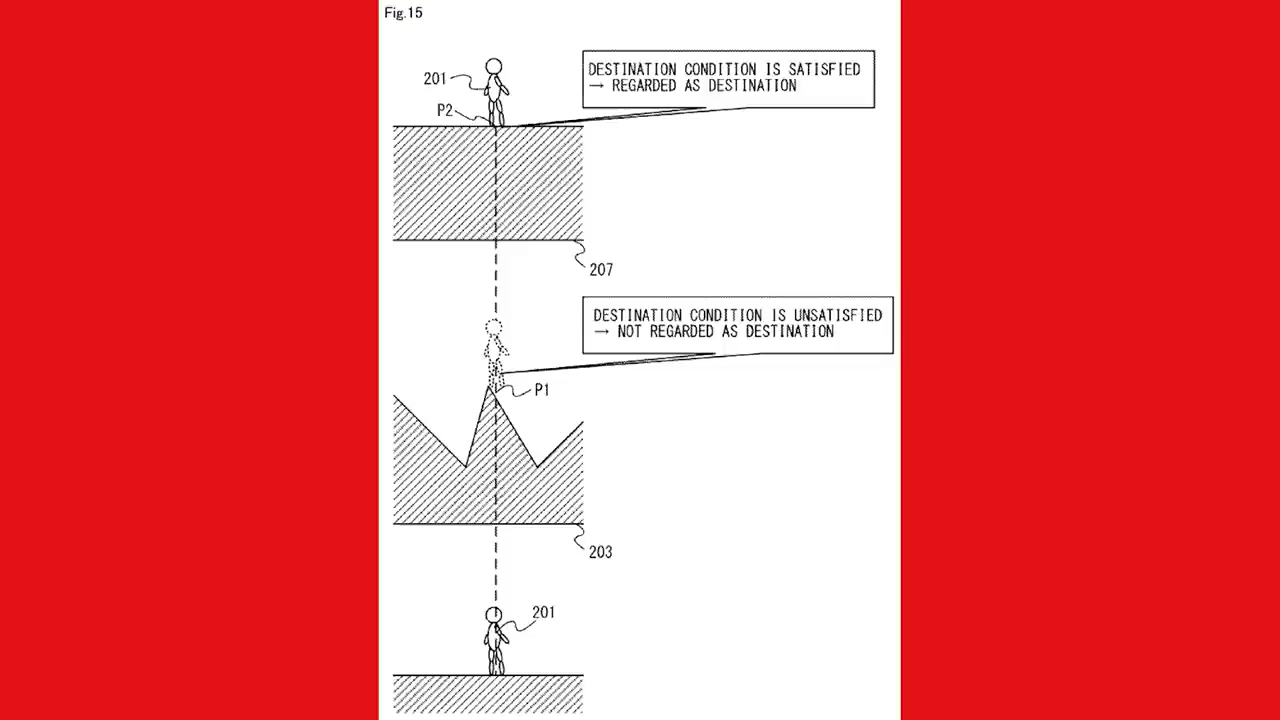 Fig.15
201
DESTINATION CONDITION IS SATISFIED
→ REGARDED AS DESTINATION
P2
207
DESTINATION CONDITION IS UNSATISFIED
→ NOT REGARDED AS DESTINATION
P1
203
201